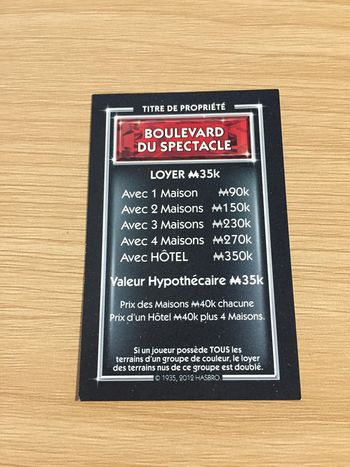 TITRE DE PROPRIÉTÉ
BOULEVARD
DU SPECTACLE
LOYER ₩35k
Avec 1 Maison ₩90k
Avec 2 Maisons ₩150k
Avec 3 Maisons ₩230k
Avec 4 Maisons ₩270k
Avec HÔTEL ₩350k
Valeur Hypothécaire ₩35k
Prix des Maisons ₩40k chacune
Prix d'un Hôtel ₩40k plus 4 Maisons.
Si un joueur possède TOUS les
terrains d'un groupe de couleur, le loyer
des terrains nus de ce groupe est doublé.
© 1935, 2012 HASBRO